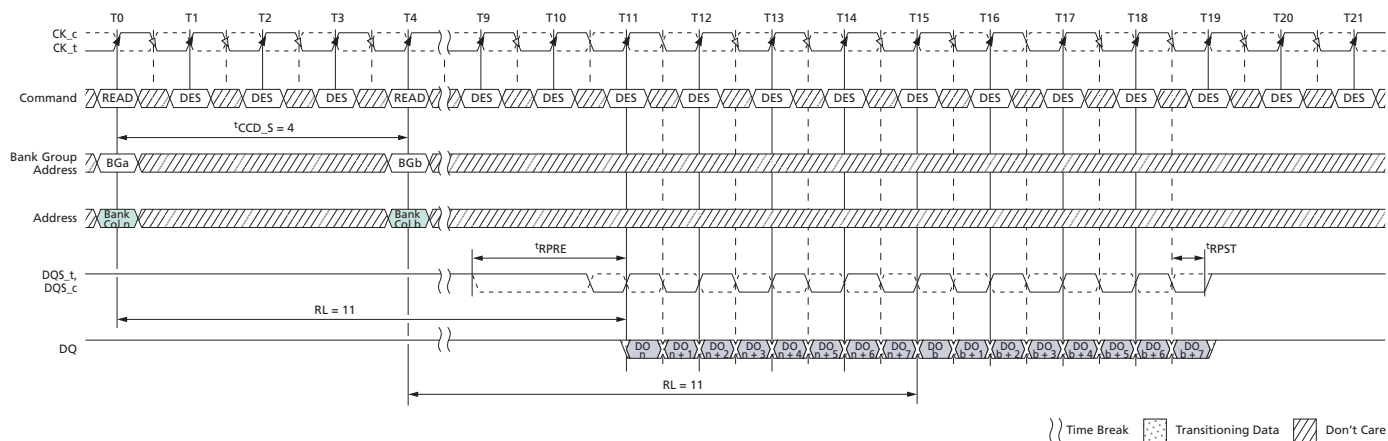 T0 T1 T2 T3 T4 T9 T10 T11 T12 T13 T14 T15 T16 T17 T18 T19 T20 T21
CK_c
CK_t
Command READ DES DES DES READ DES DES DES DES DES DES DES DES DES DES DES DES DES
tCCD_S = 4
Bank Group
Address BGa BGb
Address Bank
Col n Bank
Col b
tRPRE tRPST
DQS_t,
DQS_c
RL = 11
DQ DO
n DO
n + 1 DO
n + 2 DO
n + 3 DO
n + 4 DO
n + 5 DO
n + 6 DO
n + 7 DO
b DO
b + 1 DO
b + 2 DO
b + 3 DO
b + 4 DO
b + 5 DO
b + 6 DO
b + 7
RL = 11
Time Break Transitioning Data Don't Care